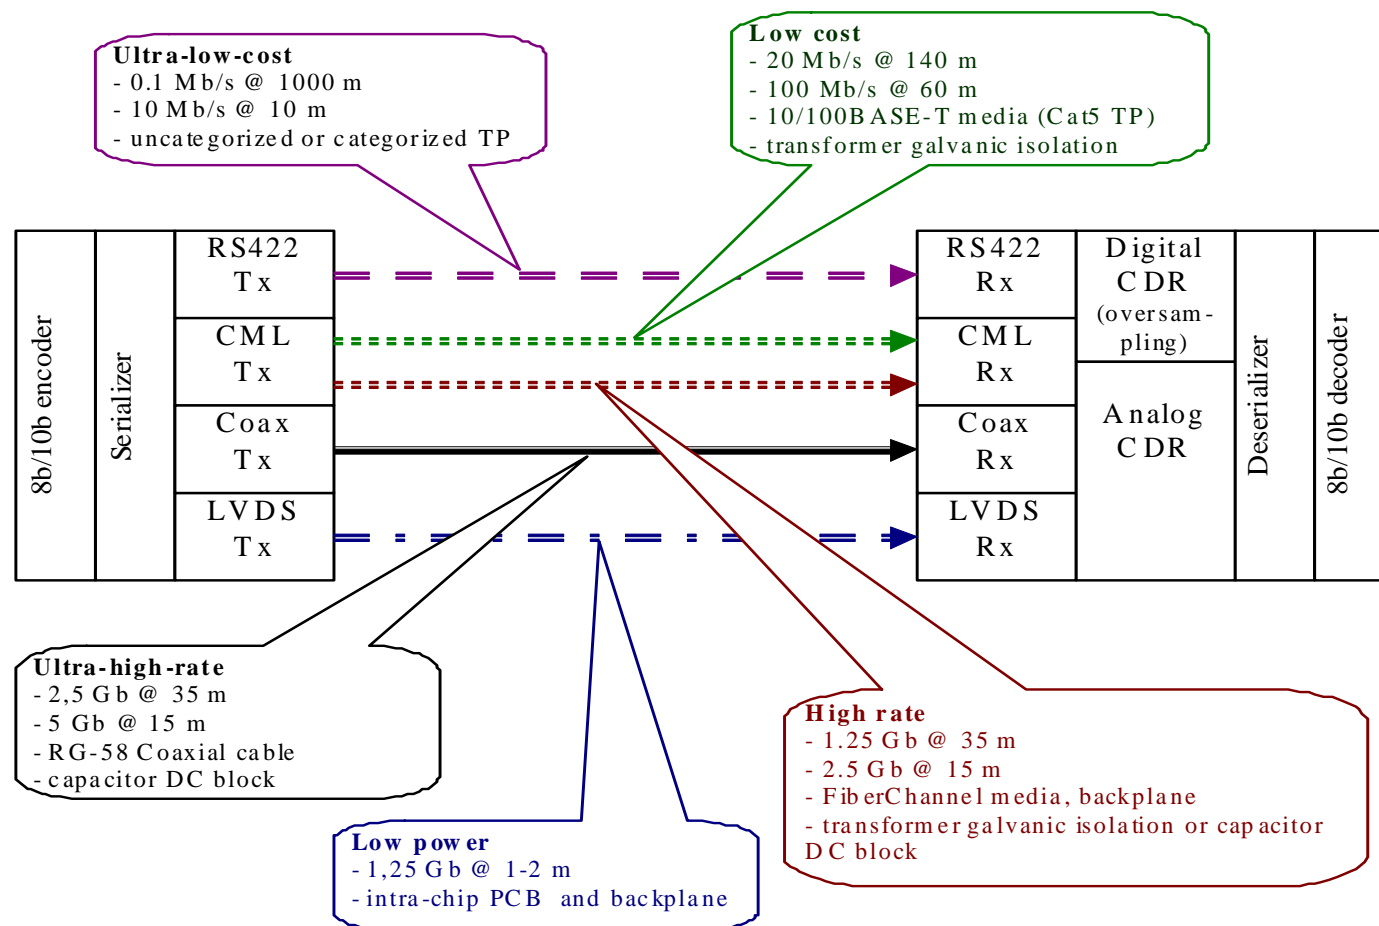 Ultra-low-cost
- 0.1 Mb/s @ 1000 m
- 10 Mb/s @ 10 m
- uncategorized or categorized TP
Low cost
- 20 Mb/s @ 140 m
- 100 Mb/s @ 60 m
- 10/100BASE-T media (Cat5 TP)
- transformer galvanic isolation
8b/10b encoder
Serializer
RS422
Tx
CML
Tx
Coax
Tx
LVDS
Tx
RS422
Rx
CML
Rx
Coax
Rx
LVDS
Rx
Digital
CDR
(oversam-
pling)
Analog
CDR
Deserializer
8b/10b decoder
Ultra-high-rate
- 2,5 Gb @ 35 m
- 5 Gb @ 15 m
- RG-58 Coaxial cable
- capacitor DC block
Low power
- 1,25 Gb @ 1-2 m
- intra-chip PCB and backplane
High rate
- 1.25 Gb @ 35 m
- 2.5 Gb @ 15 m
- FiberChannel media, backplane
- transformer galvanic isolation or capacitor
DC block